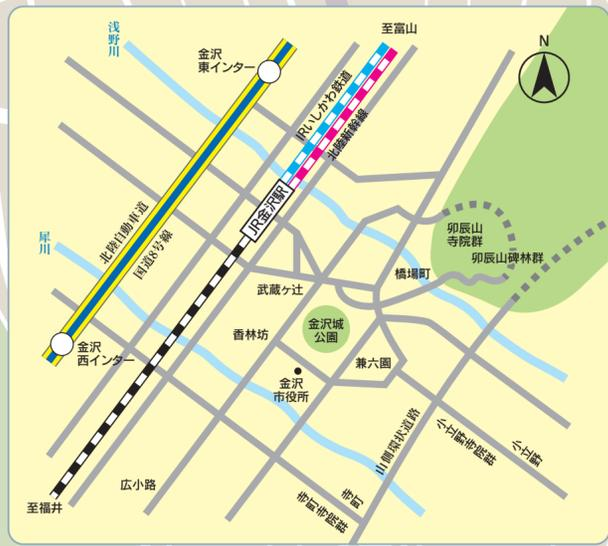 浅野川
金沢
東インター
至富山
N
IRいしかわ鉄道
北陸新幹線
JR金沢駅
北陸自動車道
国道8号線
犀川
卯辰山
寺院群
卯辰山碑林群
橋場町
武蔵ヶ辻
金沢城
公園
香林坊
兼六園
金沢
市役所
金沢
西インター
山側環状道路
小立野寺院群
小立野
広小路
寺町
寺町寺院群
至福井